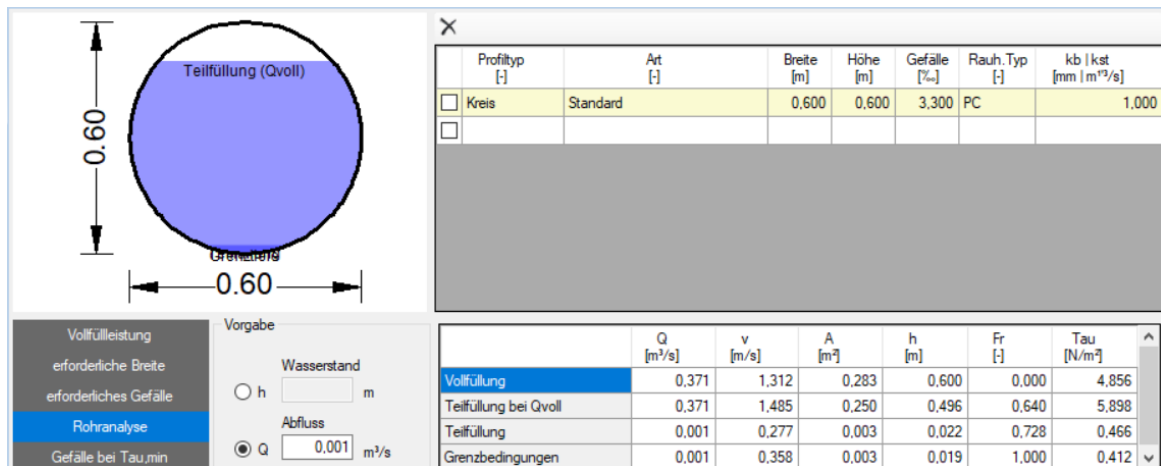 Teilfüllung (Qvoll)
0.60
0.60
Profiltyp Art Breite Höhe Gefälle Rauh.Typ kb | kst
[-] [-] [m] [m] [‰] [-] [mm | m¹'³/s]
Kreis Standard 0,600 0,600 3,300 PC 1,000
Vollfüllleistung
erforderliche Breite
erforderliches Gefälle
Rohranalyse
Gefälle bei Tau,min
Vorgabe
Wasserstand
h m
Abfluss
Q 0,001 m³/s
Q v A h Fr Tau
[m³/s] [m/s] [m²] [m] [-] [N/m²]
Vollfüllung 0,371 1,312 0,283 0,600 0,000 4,856
Teilfüllung bei Qvoll 0,371 1,485 0,250 0,496 0,640 5,898
Teilfüllung 0,001 0,277 0,003 0,022 0,728 0,466
Grenzbedingungen 0,001 0,358 0,003 0,019 1,000 0,412